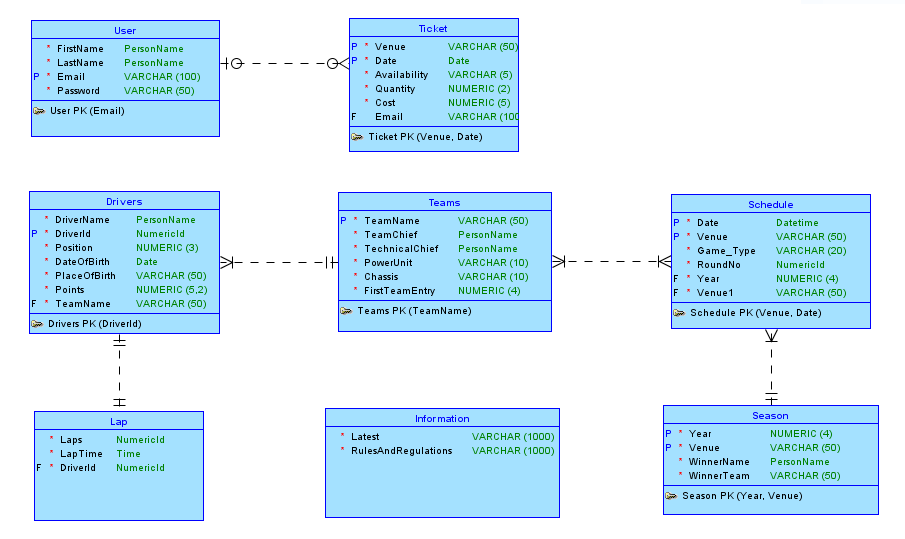 User
* FirstName PersonName
* LastName PersonName
P * Email VARCHAR (100)
* Password VARCHAR (50)
User PK (Email)
Ticket
P * Venue VARCHAR (50)
P * Date Date
* Availability VARCHAR (5)
* Quantity NUMERIC (2)
* Cost NUMERIC (5)
F Email VARCHAR (100
Ticket PK (Venue, Date)
Drivers
* DriverName PersonName
P * DriverId NumericId
* Position NUMERIC (3)
* DateOfBirth Date
* PlaceOfBirth VARCHAR (50)
* Points NUMERIC (5,2)
F * TeamName VARCHAR (50)
Drivers PK (DriverId)
Teams
P * TeamName VARCHAR (50)
* TeamChief PersonName
* TechnicalChief PersonName
* PowerUnit VARCHAR (10)
* Chassis VARCHAR (10)
* FirstTeamEntry NUMERIC (4)
Teams PK (TeamName)
Schedule
P * Date Datetime
P * Venue VARCHAR (50)
* Game_Type VARCHAR (20)
* RoundNo NumericId
F * Year NUMERIC (4)
F * Venue1 VARCHAR (50)
Schedule PK (Venue, Date)
Lap
* Laps NumericId
* LapTime Time
F * DriverId NumericId
Information
* Latest VARCHAR (1000)
* RulesAndRegulations VARCHAR (1000)
Season
P * Year NUMERIC (4)
P * Venue VARCHAR (50)
* WinnerName PersonName
* WinnerTeam VARCHAR (50)
Season PK (Year, Venue)